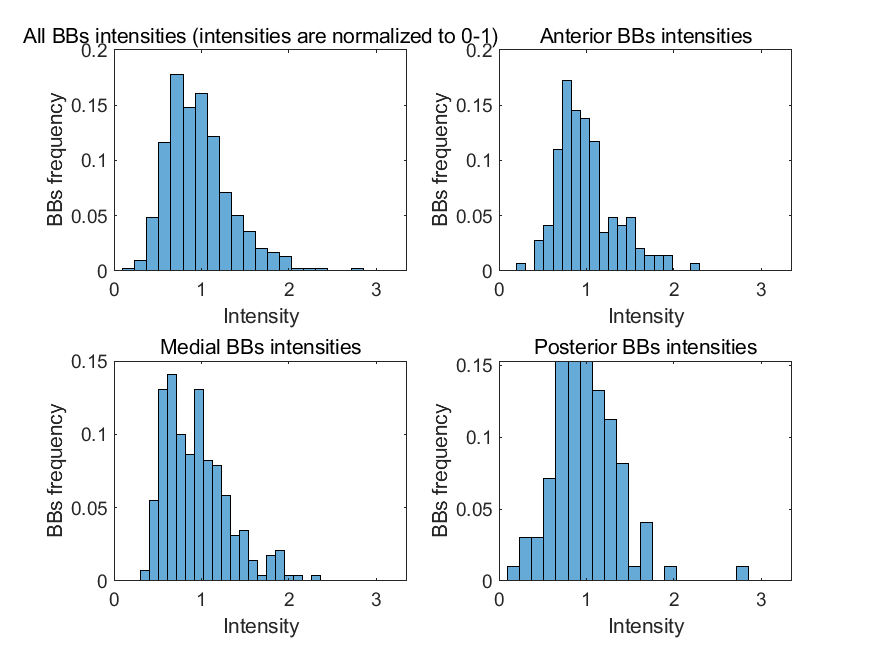 All BBs intensities (intensities are normalized to 0-1)
BBs frequency
0.2
0.15
0.1
0.05
0
0 1 2 3
Intensity
Anterior BBs intensities
BBs frequency
0.2
0.15
0.1
0.05
0
0 1 2 3
Intensity
Medial BBs intensities
BBs frequency
0.15
0.1
0.05
0
0 1 2 3
Intensity
Posterior BBs intensities
BBs frequency
0.15
0.1
0.05
0
0 1 2 3
Intensity